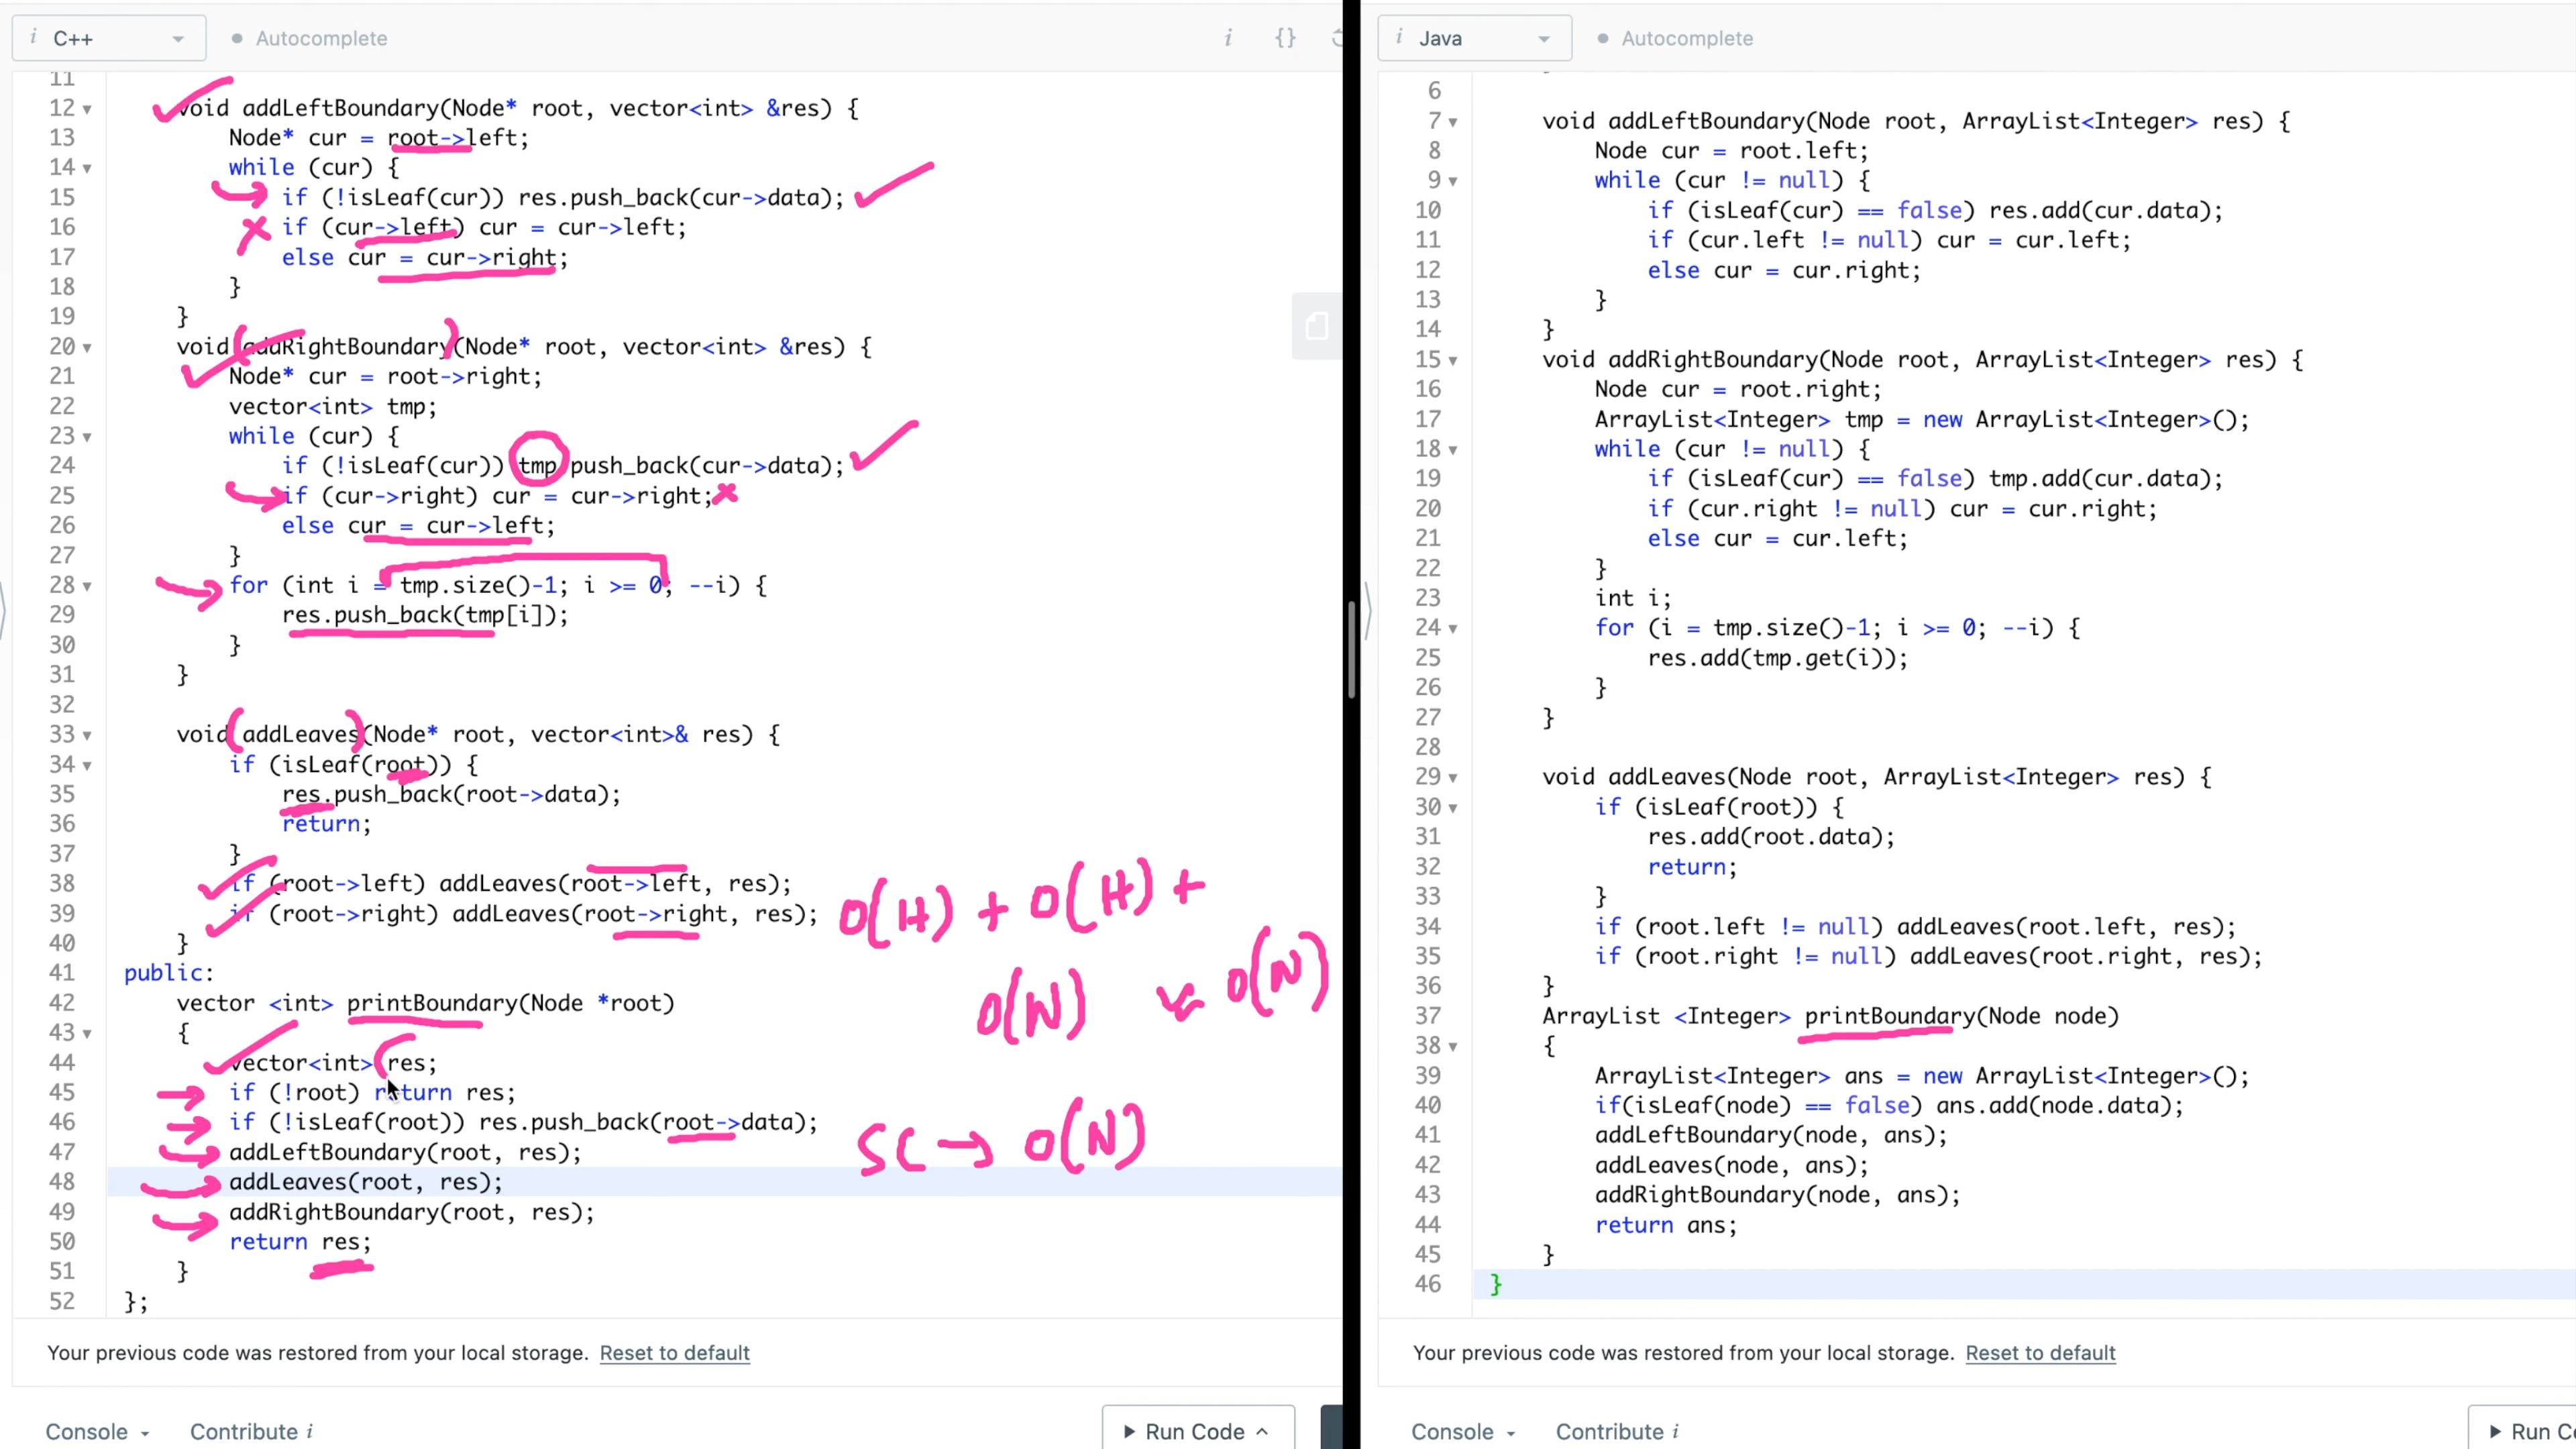 i C++
Autocomplete
i {}
11
12 void addLeftBoundary(Node* root, vector<int> &res) {
13 Node* cur = root->left;
14 while (cur) {
15 if (!isLeaf(cur)) res.push_back(cur->data);
16 if (cur->left) cur = cur->left;
17 else cur = cur->right;
18 }
19 }
20 void addRightBoundary(Node* root, vector<int> &res) {
21 Node* cur = root->right;
22 vector<int> tmp;
23 while (cur) {
24 if (!isLeaf(cur)) tmp.push_back(cur->data);
25 if (cur->right) cur = cur->right;
26 else cur = cur->left;
27 }
28 for (int i = tmp.size()-1; i >= 0; --i) {
29 res.push_back(tmp[i]);
30 }
31 }
32
33 void addLeaves(Node* root, vector<int>& res) {
34 if (isLeaf(root)) {
35 res.push_back(root->data);
36 return;
37 }
38 if (root->left) addLeaves(root->left, res);
39 if (root->right) addLeaves(root->right, res);
40 }
41 public:
42 vector <int> printBoundary(Node *root)
43 {
44 vector<int> res;
45 if (!root) return res;
46 if (!isLeaf(root)) res.push_back(root->data);
47 addLeftBoundary(root, res);
48 addLeaves(root, res);
49 addRightBoundary(root, res);
50 return res;
51 }
52 };
O(H) + O(H) +
O(N) ≈ O(N)
SC → O(N)
Your previous code was restored from your local storage. Reset to default
Console Contribute i Run Code
i Java
Autocomplete
6
7 void addLeftBoundary(Node root, ArrayList<Integer> res) {
8 Node cur = root.left;
9 while (cur != null) {
10 if (isLeaf(cur) == false) res.add(cur.data);
11 if (cur.left != null) cur = cur.left;
12 else cur = cur.right;
13 }
14 }
15 void addRightBoundary(Node root, ArrayList<Integer> res) {
16 Node cur = root.right;
17 ArrayList<Integer> tmp = new ArrayList<Integer>();
18 while (cur != null) {
19 if (isLeaf(cur) == false) tmp.add(cur.data);
20 if (cur.right != null) cur = cur.right;
21 else cur = cur.left;
22 }
23 int i;
24 for (i = tmp.size()-1; i >= 0; --i) {
25 res.add(tmp.get(i));
26 }
27 }
28
29 void addLeaves(Node root, ArrayList<Integer> res) {
30 if (isLeaf(root)) {
31 res.add(root.data);
32 return;
33 }
34 if (root.left != null) addLeaves(root.left, res);
35 if (root.right != null) addLeaves(root.right, res);
36 }
37 ArrayList <Integer> printBoundary(Node node)
38 {
39 ArrayList<Integer> ans = new ArrayList<Integer>();
40 if(isLeaf(node) == false) ans.add(node.data);
41 addLeftBoundary(node, ans);
42 addLeaves(node, ans);
43 addRightBoundary(node, ans);
44 return ans;
45 }
46 }
Your previous code was restored from your local storage. Reset to default
Console Contribute i Run